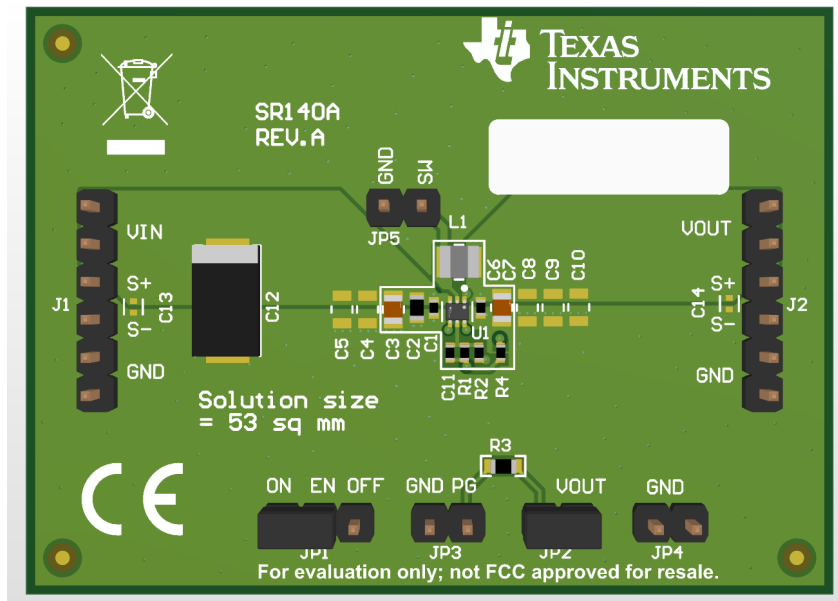 TEXAS
INSTRUMENTS
SR140A
REV.A
GND
SW
JP5
L1
VIN
VOUT
J1
S+
S-
C13
C12
C5
C4
C3
C2
C1
U1
C6
C7
C8
C9
C10
C14
S+
S-
J2
GND
GND
C11
R1
R2
R4
Solution size
= 53 sq mm
R3
ON EN OFF
GND PG
VOUT
GND
JP1
JP3
JP2
JP4
CE
For evaluation only; not FCC approved for resale.